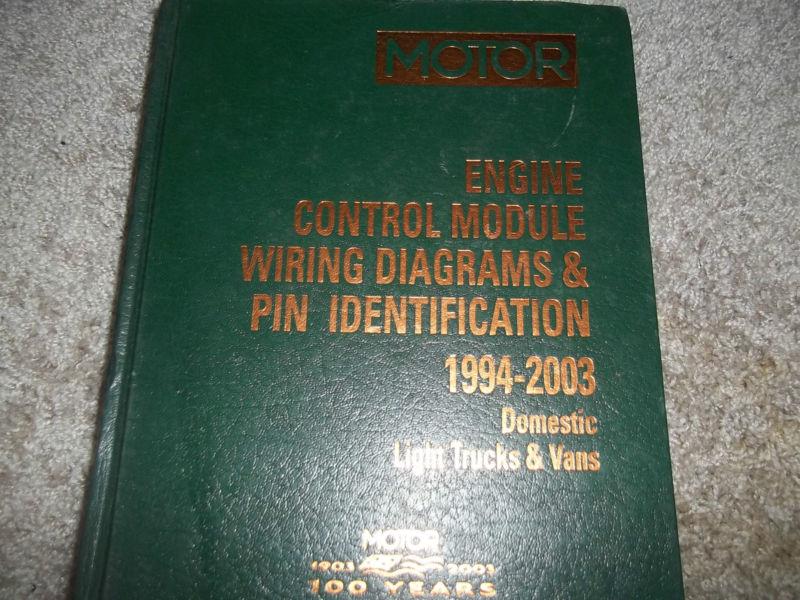 MOTOR
ENGINE
CONTROL MODULE
WIRING DIAGRAMS &
PIN IDENTIFICATION
1994-2003
Domestic
Light Trucks & Vans
MOTOR
1903 2003
100 YEARS